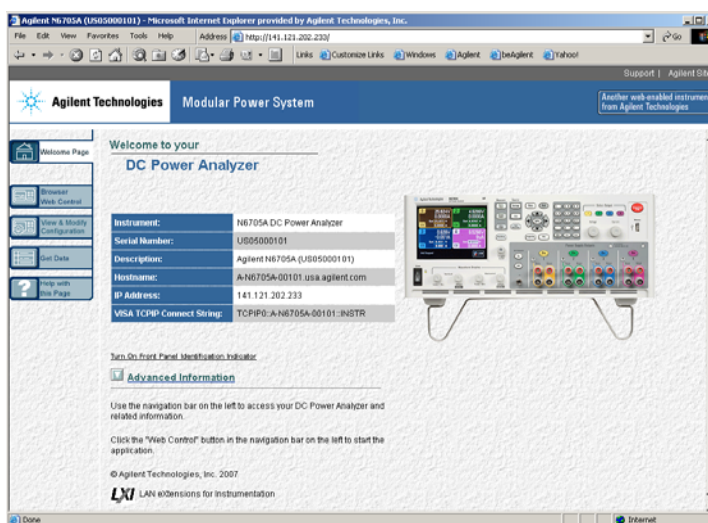 Agilent N6705A (US05000101) - Microsoft Internet Explorer provided by Agilent Technologies, Inc.
File Edit View Favorites Tools Help Address http://141.121.202.233/ Go
Links Customize Links Windows Agilent beAgilent Yahoo!
Support | Agilent Site
Agilent Technologies Modular Power System
Another web-enabled instrument
from Agilent Technologies
Welcome Page
Browser
Web Control
View & Modify
Configuration
Get Data
Help with
this Page
Welcome to your
DC Power Analyzer
Instrument: N6705A DC Power Analyzer
Serial Number: US05000101
Description: Agilent N6705A (US05000101)
Hostname: A-N6705A-00101.usa.agilent.com
IP Address: 141.121.202.233
VISA TCPIP Connect String: TCPIP0::A-N6705A-00101::INSTR
Turn On Front Panel Identification Indicator
Advanced Information
Use the navigation bar on the left to access your DC Power Analyzer and
related information.
Click the "Web Control" button in the navigation bar on the left to start the
application.
© Agilent Technologies, Inc. 2007
LXI LAN eXtensions for Instrumentation
Done Internet